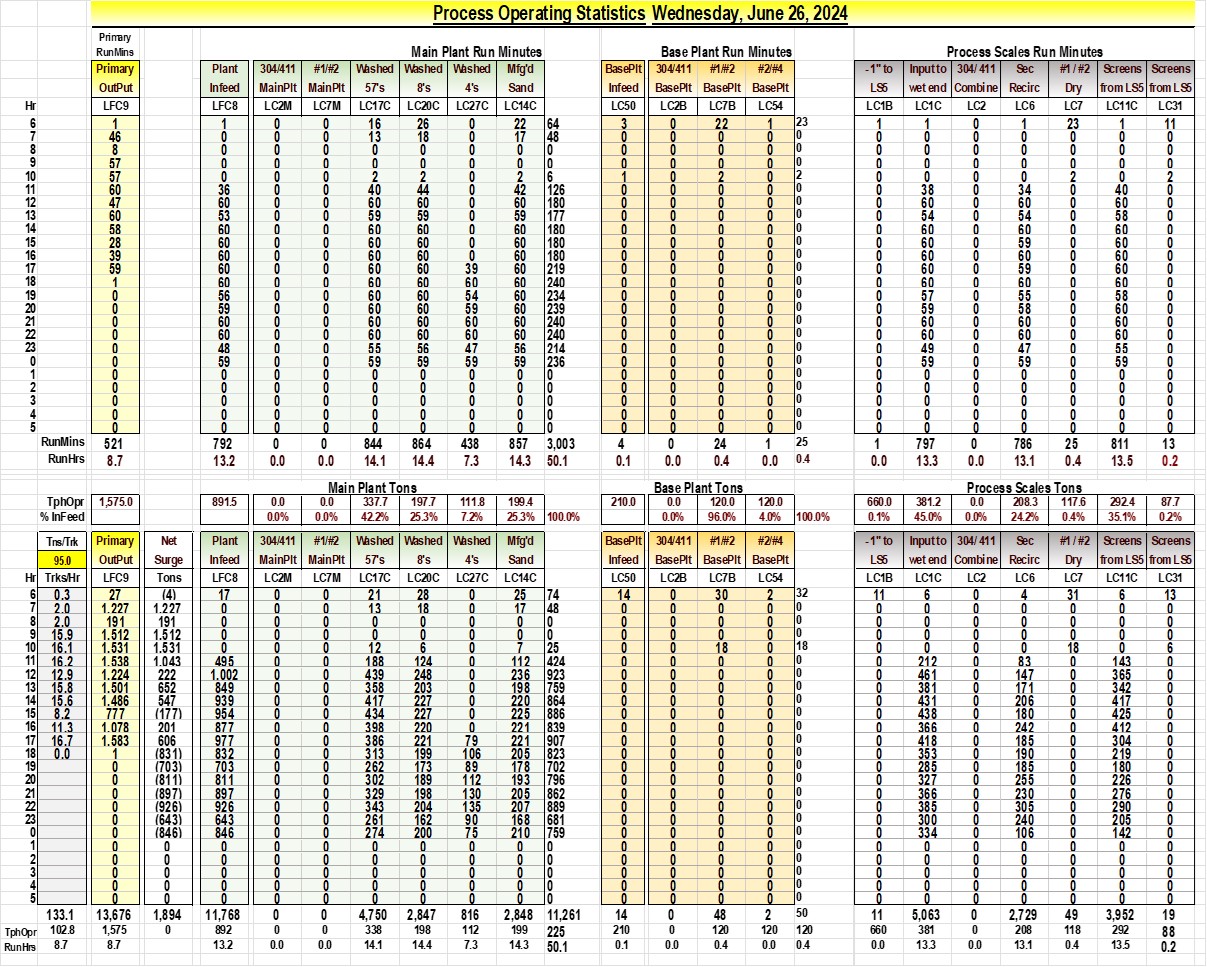 Process Operating Statistics Wednesday, June 26, 2024
Primary
RunMins Main Plant Run Minutes Base Plant Run Minutes Process Scales Run Minutes
Primary Plant 304/411 #1/#2 Washed Washed Washed Mfg'd BasePlt 304/411 #1/#2 #2/#4 -1" to Input to 304/ 411 Sec #1 / #2 Screens Screens
OutPut Infeed MainPlt MainPlt 57's 8's 4's Sand Infeed BasePlt BasePlt BasePlt LS5 wet end Combine Recirc Dry from LS5 from LS5
Hr LFC9 LFC8 LC2M LC7M LC17C LC20C LC27C LC14C LC50 LC2B LC7B LC54 LC1B LC1C LC2 LC6 LC7 LC11C LC31
6 1 1 0 0 16 26 0 22 64 3 0 22 1 23 1 1 0 1 23 1 11
7 46 0 0 0 13 18 0 17 48 0 0 0 0 0 0 0 0 0 0 0 0
8 8 0 0 0 0 0 0 0 0 0 0 0 0 0 0 0 0 0 0 0 0
9 57 0 0 0 0 0 0 0 0 0 0 0 0 0 0 0 0 0 0 0 0
10 57 0 0 0 2 2 0 2 6 1 0 2 0 2 0 0 0 0 2 0 2
11 60 36 0 0 40 44 0 42 126 0 0 0 0 0 0 38 0 34 0 40 0
12 47 60 0 0 60 60 0 60 180 0 0 0 0 0 0 60 0 60 0 60 0
13 60 53 0 0 59 59 0 59 177 0 0 0 0 0 0 54 0 54 0 58 0
14 58 60 0 0 60 60 0 60 180 0 0 0 0 0 0 60 0 60 0 60 0
15 28 60 0 0 60 60 0 60 180 0 0 0 0 0 0 60 0 59 0 60 0
16 39 60 0 0 60 60 0 60 180 0 0 0 0 0 0 60 0 60 0 60 0
17 59 60 0 0 60 60 39 60 219 0 0 0 0 0 0 60 0 59 0 60 0
18 1 60 0 0 60 60 60 60 240 0 0 0 0 0 0 60 0 60 0 60 0
19 0 56 0 0 60 60 54 60 234 0 0 0 0 0 0 57 0 55 0 58 0
20 0 59 0 0 60 60 59 60 239 0 0 0 0 0 0 59 0 58 0 60 0
21 0 60 0 0 60 60 60 60 240 0 0 0 0 0 0 60 0 60 0 60 0
22 0 60 0 0 60 60 60 60 240 0 0 0 0 0 0 60 0 60 0 60 0
23 0 48 0 0 55 56 47 56 214 0 0 0 0 0 0 49 0 47 0 55 0
0 0 59 0 0 59 59 59 59 236 0 0 0 0 0 0 59 0 59 0 59 0
1 0 0 0 0 0 0 0 0 0 0 0 0 0 0 0 0 0 0 0 0 0
2 0 0 0 0 0 0 0 0 0 0 0 0 0 0 0 0 0 0 0 0 0
3 0 0 0 0 0 0 0 0 0 0 0 0 0 0 0 0 0 0 0 0 0
4 0 0 0 0 0 0 0 0 0 0 0 0 0 0 0 0 0 0 0 0 0
5 0 0 0 0 0 0 0 0 0 0 0 0 0 0 0 0 0 0 0 0 0
RunMins 521 792 0 0 844 864 438 857 3,003 4 0 24 1 25 1 797 0 786 25 811 13
RunHrs 8.7 13.2 0.0 0.0 14.1 14.4 7.3 14.3 50.1 0.1 0.0 0.4 0.0 0.4 0.0 13.3 0.0 13.1 0.4 13.5 0.2
Main Plant Tons Base Plant Tons Process Scales Tons
TphOpr 1,575.0 891.5 0.0 0.0 337.7 197.7 111.8 199.4 210.0 0.0 120.0 120.0 660.0 381.2 0.0 208.3 117.6 292.4 87.7
% InFeed 0.0% 0.0% 42.2% 25.3% 7.2% 25.3% 100.0% 0.0% 96.0% 4.0% 100.0% 0.1% 45.0% 0.0% 24.2% 0.4% 35.1% 0.2%
Tns/Trk Primary Net Plant 304/411 #1/#2 Washed Washed Washed Mfg'd BasePlt 304/411 #1/#2 #2/#4 -1" to Input to 304/ 411 Sec #1 / #2 Screens Screens
95.0 OutPut Surge Infeed MainPlt MainPlt 57's 8's 4's Sand Infeed BasePlt BasePlt BasePlt LS5 wet end Combine Recirc Dry from LS5 from LS5
Hr Trks/Hr LFC9 Tons LFC8 LC2M LC7M LC17C LC20C LC27C LC14C LC50 LC2B LC7B LC54 LC1B LC1C LC2 LC6 LC7 LC11C LC31
6 0.3 27 (4) 17 0 0 21 28 0 25 74 14 0 30 2 32 11 6 0 4 31 6 13
7 2.0 1,227 1,227 0 0 0 13 18 0 17 48 0 0 0 0 0 0 0 0 0 0 0 0
8 2.0 191 191 0 0 0 0 0 0 0 0 0 0 0 0 0 0 0 0 0 0 0 0
9 15.9 1,512 1,512 0 0 0 0 0 0 0 0 0 0 0 0 0 0 0 0 0 0 0 0
10 16.1 1,531 1,531 0 0 0 12 6 0 7 25 0 0 18 0 18 0 0 0 0 18 0 6
11 16.2 1,538 1,043 495 0 0 188 124 0 112 424 0 0 0 0 0 0 212 0 83 0 143 0
12 12.9 1,224 222 1,002 0 0 439 248 0 236 923 0 0 0 0 0 0 461 0 147 0 365 0
13 15.8 1,501 652 849 0 0 358 203 0 198 759 0 0 0 0 0 0 381 0 171 0 342 0
14 15.6 1,486 547 939 0 0 417 227 0 220 864 0 0 0 0 0 0 431 0 206 0 417 0
15 8.2 777 (177) 954 0 0 434 227 0 225 886 0 0 0 0 0 0 438 0 180 0 425 0
16 11.3 1,078 201 877 0 0 398 220 0 221 839 0 0 0 0 0 0 366 0 242 0 412 0
17 16.7 1,583 606 977 0 0 386 221 79 221 907 0 0 0 0 0 0 418 0 185 0 304 0
18 0.0 1 (831) 832 0 0 313 199 106 205 823 0 0 0 0 0 0 353 0 190 0 219 0
19 0 (703) 703 0 0 262 173 89 178 702 0 0 0 0 0 0 285 0 185 0 180 0
20 0 (811) 811 0 0 302 189 112 193 796 0 0 0 0 0 0 327 0 255 0 226 0
21 0 (897) 897 0 0 329 198 130 205 862 0 0 0 0 0 0 366 0 230 0 276 0
22 0 (926) 926 0 0 343 204 135 207 889 0 0 0 0 0 0 385 0 305 0 290 0
23 0 (643) 643 0 0 261 162 90 168 681 0 0 0 0 0 0 300 0 240 0 205 0
0 0 (846) 846 0 0 274 200 75 210 759 0 0 0 0 0 0 334 0 106 0 142 0
1 0 0 0 0 0 0 0 0 0 0 0 0 0 0 0 0 0 0 0 0 0 0
2 0 0 0 0 0 0 0 0 0 0 0 0 0 0 0 0 0 0 0 0 0 0
3 0 0 0 0 0 0 0 0 0 0 0 0 0 0 0 0 0 0 0 0 0 0
4 0 0 0 0 0 0 0 0 0 0 0 0 0 0 0 0 0 0 0 0 0 0
5 0 0 0 0 0 0 0 0 0 0 0 0 0 0 0 0 0 0 0 0 0 0
133.1 13,676 1,894 11,768 0 0 4,750 2,847 816 2,848 11,261 14 0 48 2 50 11 5,063 0 2,729 49 3,952 19
TphOpr 102.8 1,575 0 892 0 0 338 198 112 199 225 210 0 120 120 120 660 381 0 208 118 292 88
RunHrs 8.7 8.7 13.2 0.0 0.0 14.1 14.4 7.3 14.3 50.1 0.1 0.0 0.4 0.0 0.4 0.0 13.3 0.0 13.1 0.4 13.5 0.2